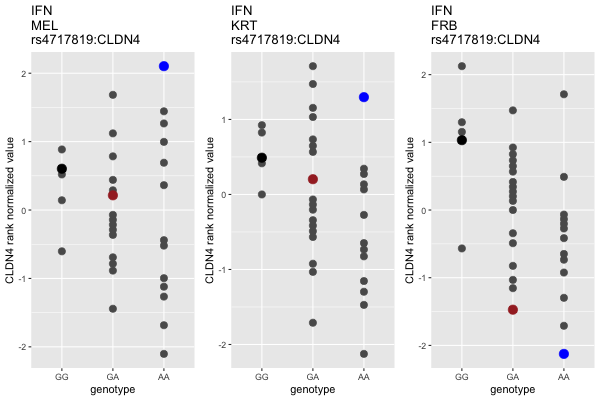 IFN
MEL
rs4717819:CLDN4
CLDN4 rank normalized value
2
1
0
-1
-2
GG
GA
AA
genotype
IFN
KRT
rs4717819:CLDN4
CLDN4 rank normalized value
1
0
-1
-2
GG
GA
AA
genotype
IFN
FRB
rs4717819:CLDN4
CLDN4 rank normalized value
2
1
0
-1
-2
GG
GA
AA
genotype